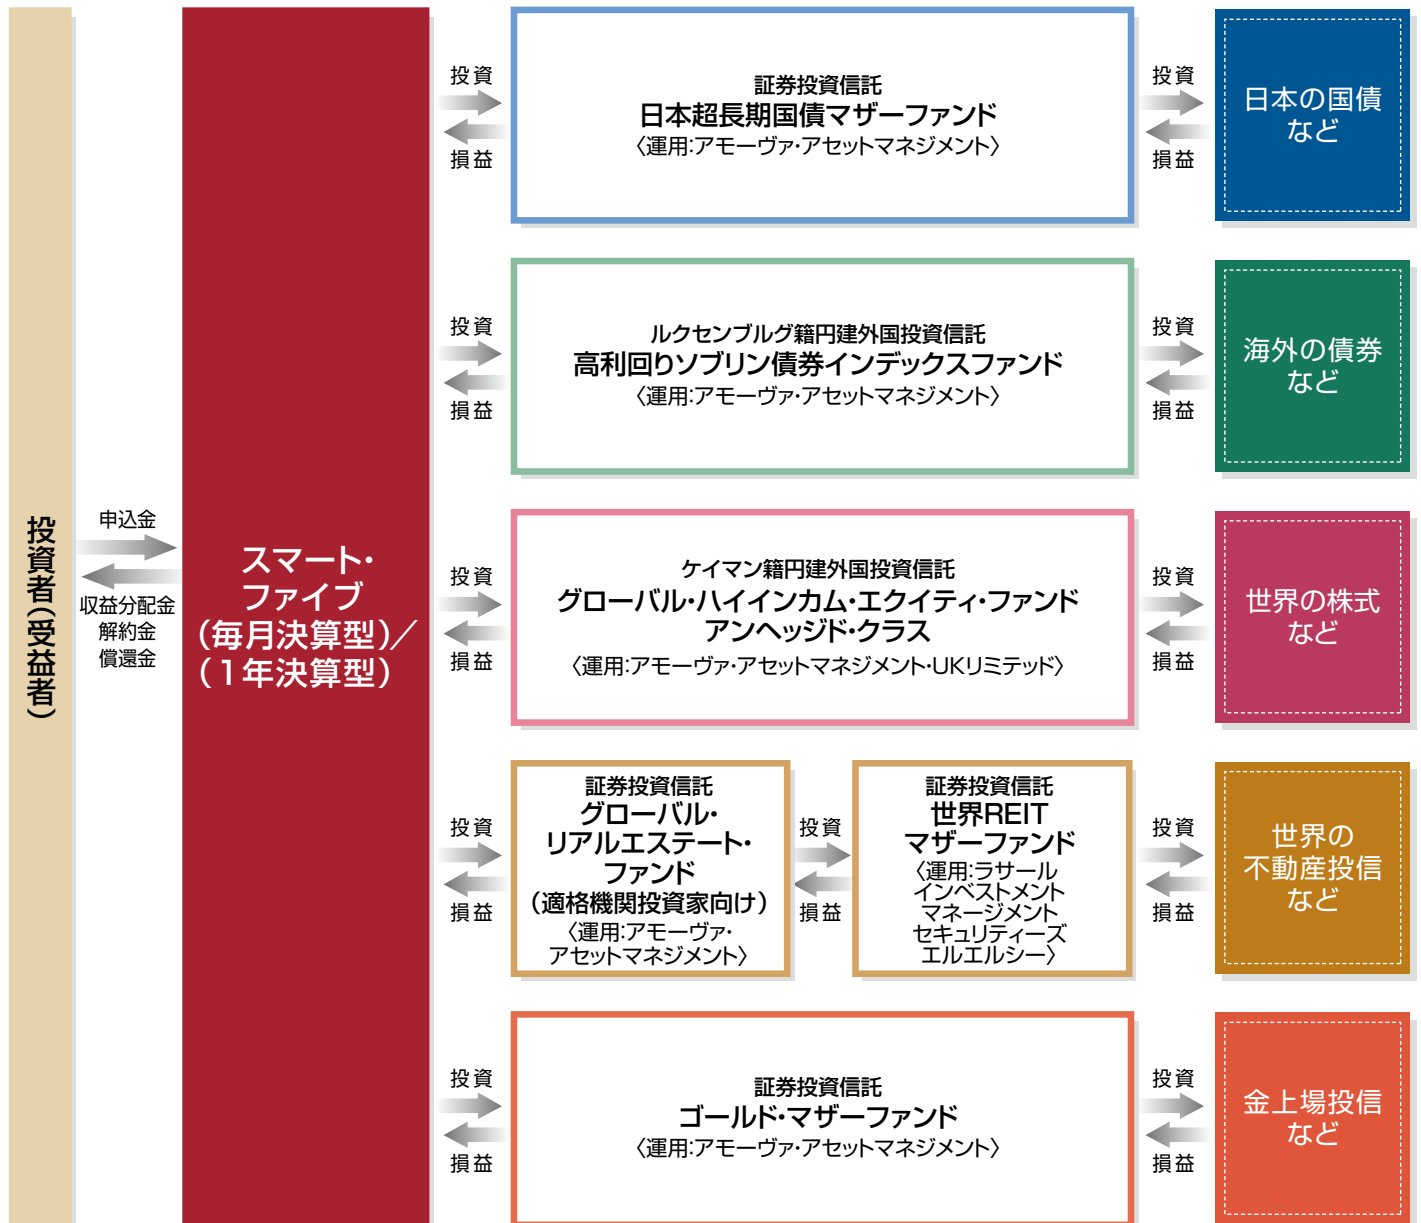 投資者(受益者)
申込金
収益分配金
解約金
償還金
スマート・
ファイブ
(毎月決算型)／
(1年決算型)
投資
損益
証券投資信託
日本超長期国債マザーファンド
〈運用:アモーヴァ・アセットマネジメント〉
投資
損益
日本の国債
など
投資
損益
ルクセンブルグ籍円建外国投資信託
高利回りソブリン債券インデックスファンド
〈運用:アモーヴァ・アセットマネジメント〉
投資
損益
海外の債券
など
投資
損益
ケイマン籍円建外国投資信託
グローバル・ハイインカム・エクイティ・ファンド
アンヘッジド・クラス
〈運用:アモーヴァ・アセットマネジメント・UKリミテッド〉
投資
損益
世界の株式
など
投資
損益
証券投資信託
グローバル・
リアルエステート・
ファンド
(適格機関投資家向け)
〈運用:アモーヴァ・
アセットマネジメント〉
投資
損益
証券投資信託
世界REIT
マザーファンド
〈運用:ラサール
インベストメント
マネージメント
セキュリティーズ
エルエルシー〉
投資
損益
世界の
不動産投信
など
投資
損益
証券投資信託
ゴールド・マザーファンド
〈運用:アモーヴァ・アセットマネジメント〉
投資
損益
金上場投信
など